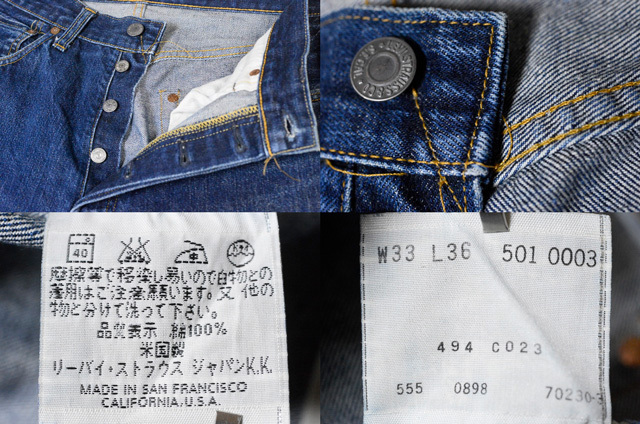 LEVI STRAUSS & CO.
40
摩擦等で移染し易いので白物との
着用はご注意願います。又、他の
物と分けて洗って下さい。
品質表示 綿100%
米国製
リーバイ・ストラウス ジャパンK.K.
MADE IN SAN FRANCISCO
CALIFORNIA,U.S.A.
W33 L36 501 0003
494 C023
555 0898 70230-